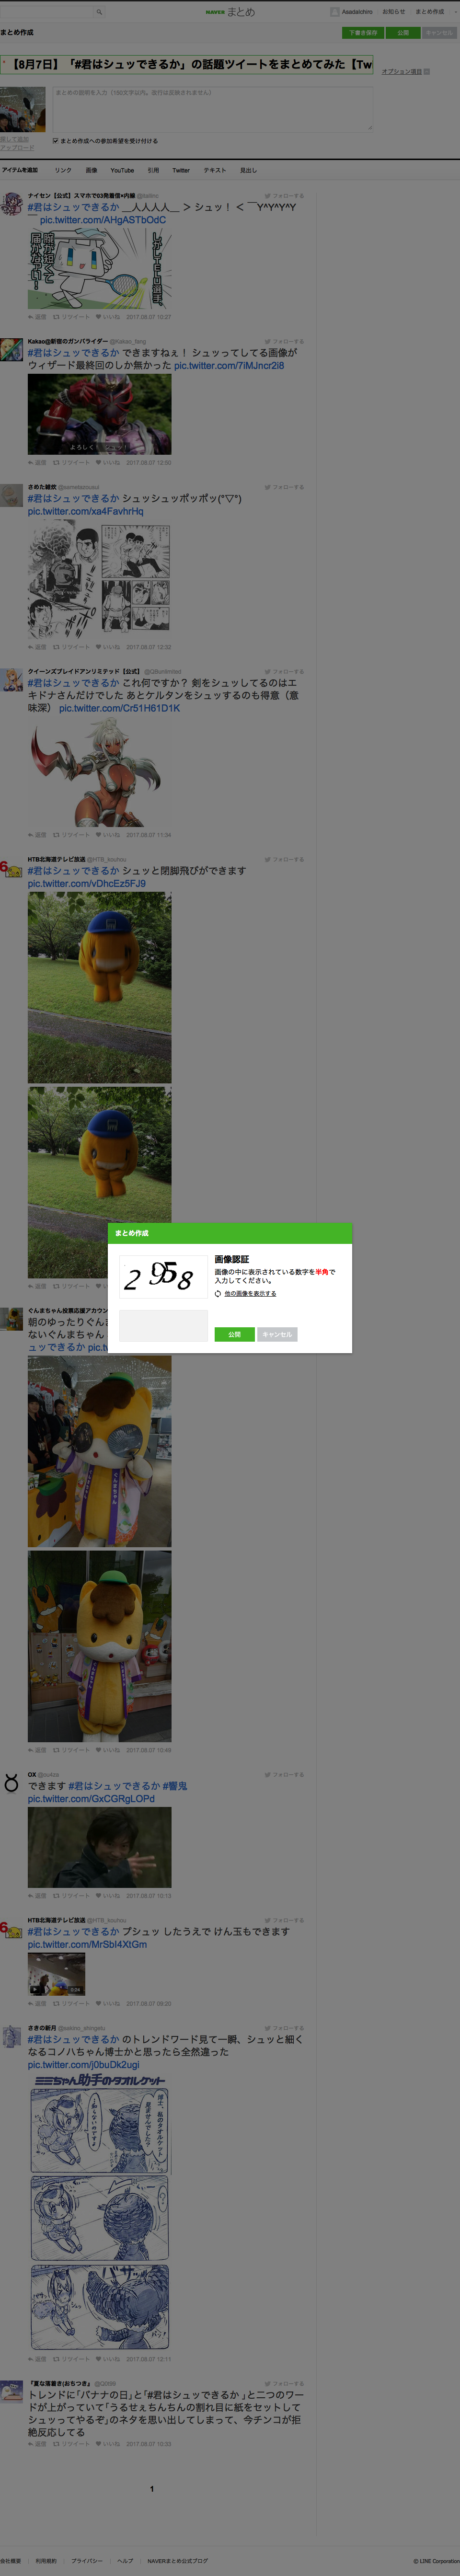 NAVER まとめ
AsadaIchiro お知らせ まとめ作成
まとめ作成
下書き保存 公開 キャンセル
【8月7日】「#君はシュッできるか」の話題ツイートをまとめてみた【Tw
オプション項目
まとめの説明を入力(150文字以内。改行は反映されません)
探して追加
アップロード
まとめ作成への参加希望を受け付ける
アイテムを追加 リンク 画像 YouTube 引用 Twitter テキスト 見出し
フォローする
#君はシュッできるか __人人人人__ > シュッ! < ‾Y^Y^Y^Y‾ pic.twitter.com/AHgASTbOdC
返信 リツイート いいね 2017.08.07 10:27
Kakao@新宿のガンバライダー @Kakao_fang フォローする
#君はシュッできるか できますねぇ! シュッってしてる画像が
ウィザード最終回のしか無かった pic.twitter.com/7iMJncr2i8
よろしく!シュッ!
返信 リツイート いいね 2017.08.07 12:50
さめた雑炊 フォローする
#君はシュッできるか シュッシュッポッポッ(°▽°)
pic.twitter.com/xa4FavhrHq
返信 リツイート いいね 2017.08.07 12:32
クイーンズブレイドアンリミテッド【公式】 @QBunlimited フォローする
#君はシュッできるか これ何ですか? 剣をシュッしてるのはエ
キドナさんだけでした あとケルタンをシュッするのも得意(意
味深) pic.twitter.com/Cr51H61D1K
返信 リツイート いいね 2017.08.07 11:34
HTB北海道テレビ放送 @HTB_kouhou フォローする
#君はシュッできるか シュッと閉脚飛びができます
pic.twitter.com/vDhcEz5FJ9
返信
まとめ作成
2958
画像認証
画像の中に表示されている数字を半角で
入力してください。
他の画像を表示する
公開 キャンセル
ぐんまちゃん投票応援アカウン
朝のゆったりぐんま
ないぐんまちゃん
ュッできるか pic.t
返信 リツイート いいね 2017.08.07 10:49
OX フォローする
できます #君はシュッできるか #響鬼
pic.twitter.com/GxCGRgLOPd
返信 リツイート いいね 2017.08.07 10:13
HTB北海道テレビ放送 @HTB_kouhou フォローする
#君はシュッできるか プシュッ したうえで けん玉もできます
pic.twitter.com/MrSbI4XtGm
0:24
返信 リツイート いいね 2017.08.07 09:20
さきの新月 @sakino_shingetu フォローする
#君はシュッできるか のトレンドワード見て一瞬、シュッと細く
なるコノハちゃん博士かと思ったら全然違った
pic.twitter.com/j0buDk2ugi
ミミちゃん助手のタオルケット
返信 リツイート いいね 2017.08.07 12:11
フォローする
トレンドに「バナナの日」と「#君はシュッできるか 」と二つのワー
ドが上がっていて「うるせぇちんちんの割れ目に紙をセットして
シュッってやるぞ」のネタを思い出してしまって、今チンコが拒
絶反応してる
返信 リツイート いいね 2017.08.07 10:33
1
会社概要 利用規約 プライバシー ヘルプ NAVERまとめ公式ブログ
© LINE Corporation